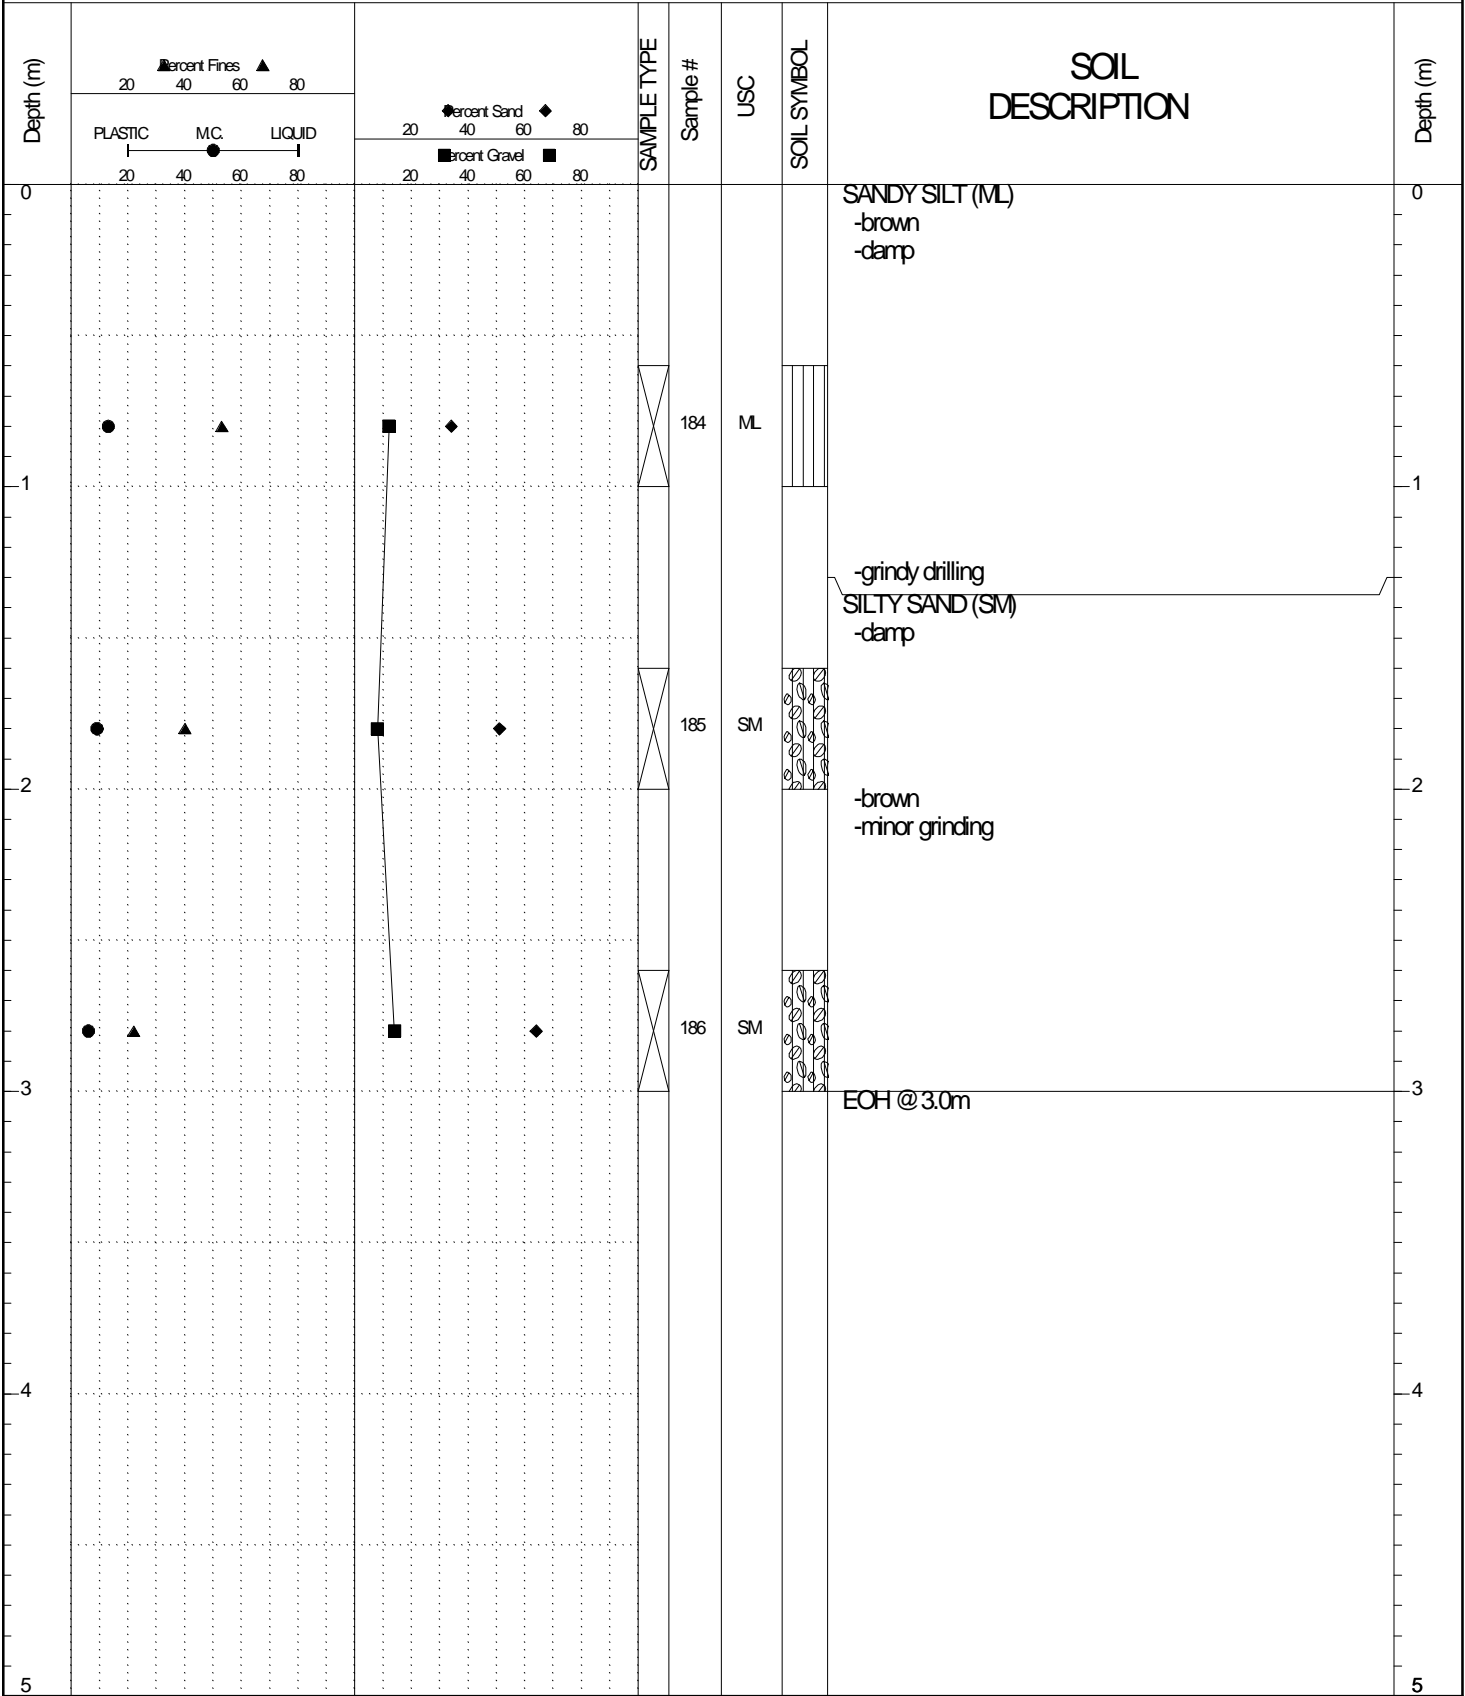 Depth (m)
Percent Fines
20 40 60 80
PLASTIC M.C. LIQUID
20 40 60 80
Percent Sand
20 40 60 80
Percent Gravel
20 40 60 80
SAMPLE TYPE
Sample #
USC
SOIL SYMBOL
SOIL
DESCRIPTION
Depth (m)
0 SANDY SILT (ML) 0
-brown
-damp
184 ML
1 1
-grindy drilling
SILTY SAND (SM)
-damp
185 SM
2 -brown 2
-minor grinding
186 SM
3 EOH @ 3.0m 3
4 4
5 5